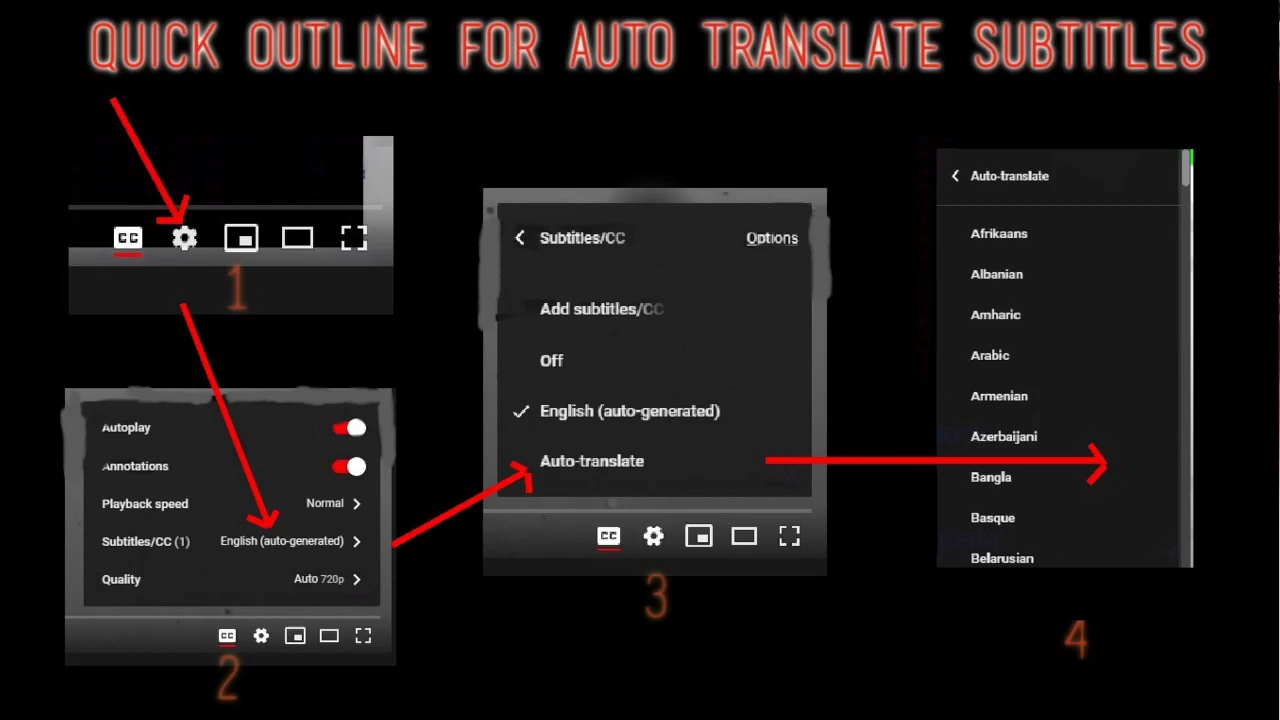 QUICK OUTLINE FOR AUTO TRANSLATE SUBTITLES
CC
1
Autoplay
Annotations
Playback speed Normal
Subtitles/CC (1) English (auto-generated)
Quality Auto 720p
CC
2
Subtitles/CC Options
Add subtitles/CC
Off
English (auto-generated)
Auto-translate
CC
3
Auto-translate
Afrikaans
Albanian
Amharic
Arabic
Armenian
Azerbaijani
Bangla
Basque
Belarusian
4